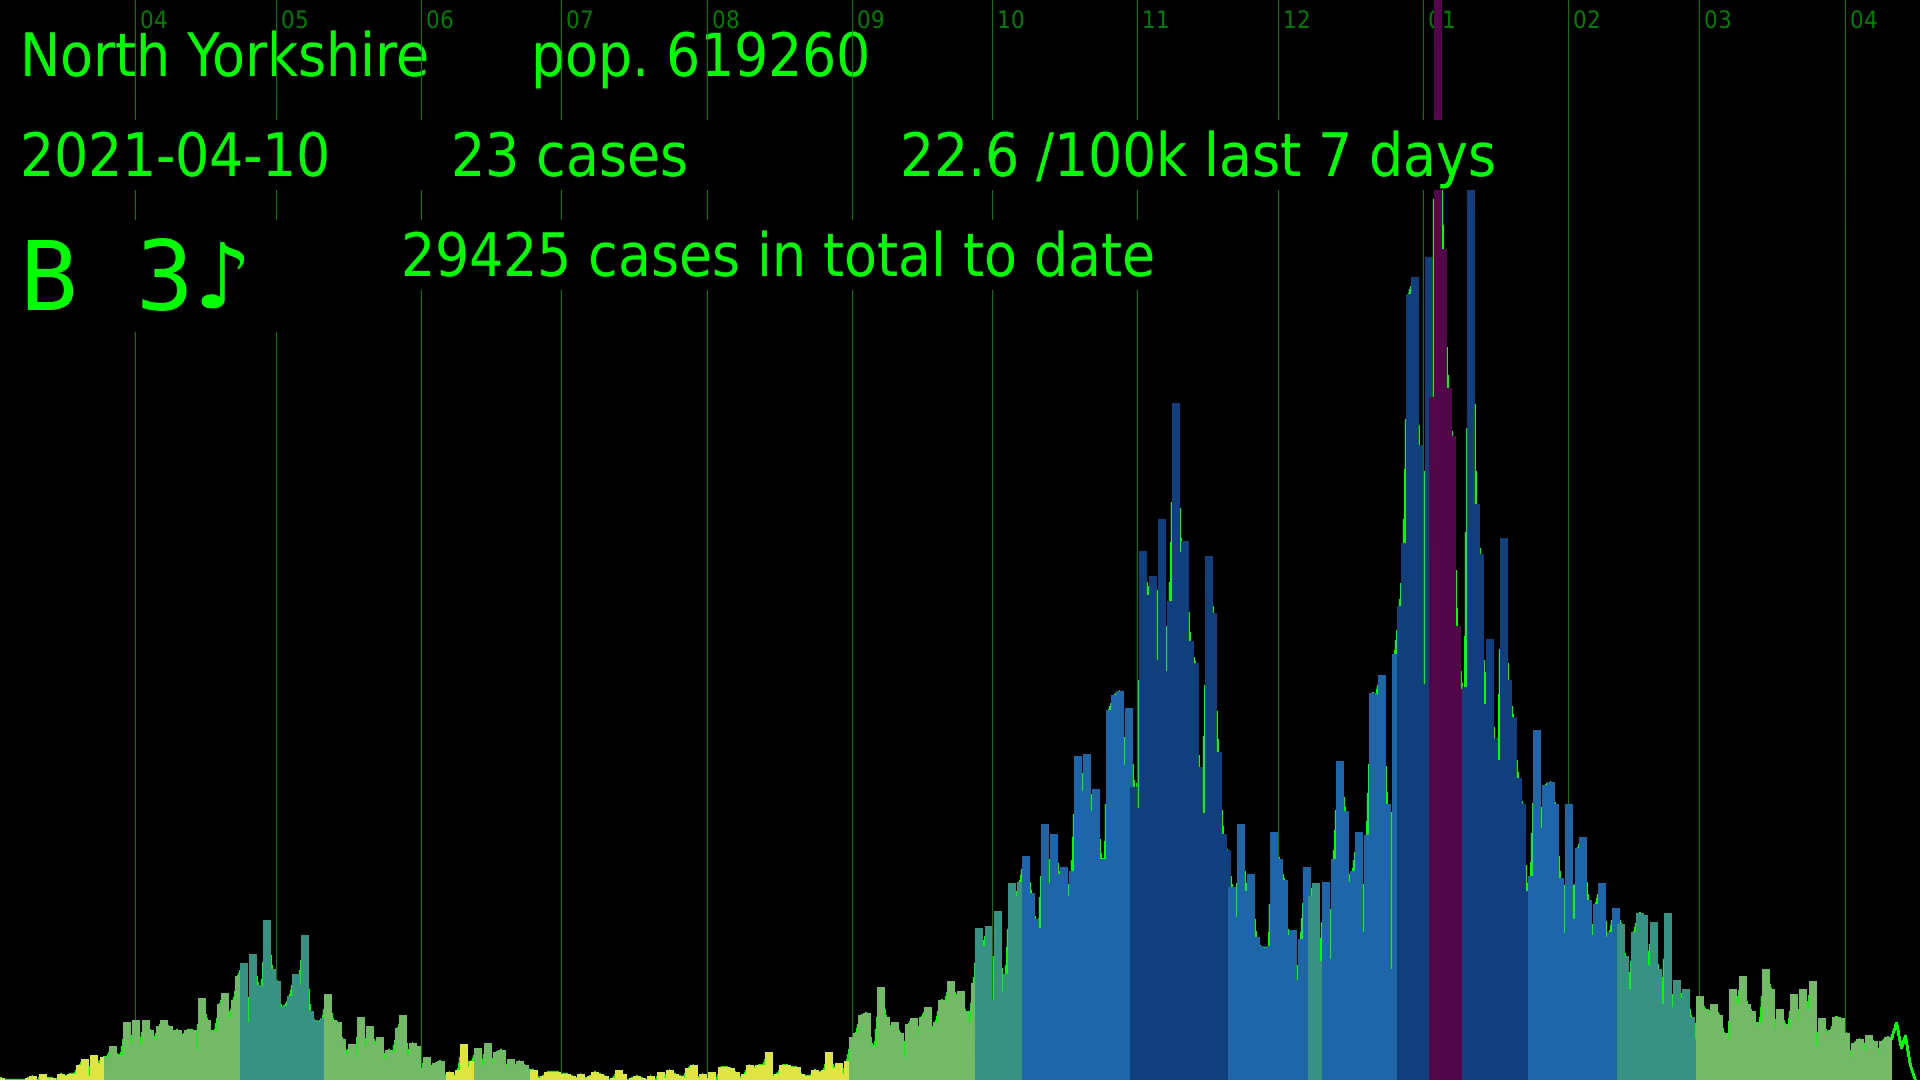 04 05 06 07 08 09 10 11 12 01 02 03 04
North Yorkshire pop. 619260
2021-04-10 23 cases 22.6 /100k last 7 days
B 3♪ 29425 cases in total to date